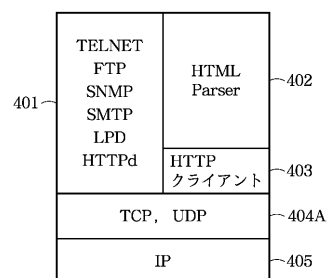 401
TELNET
FTP
SNMP
SMTP
LPD
HTTPd
HTML
Parser
402
HTTP
クライアント
403
TCP, UDP
404A
IP
405